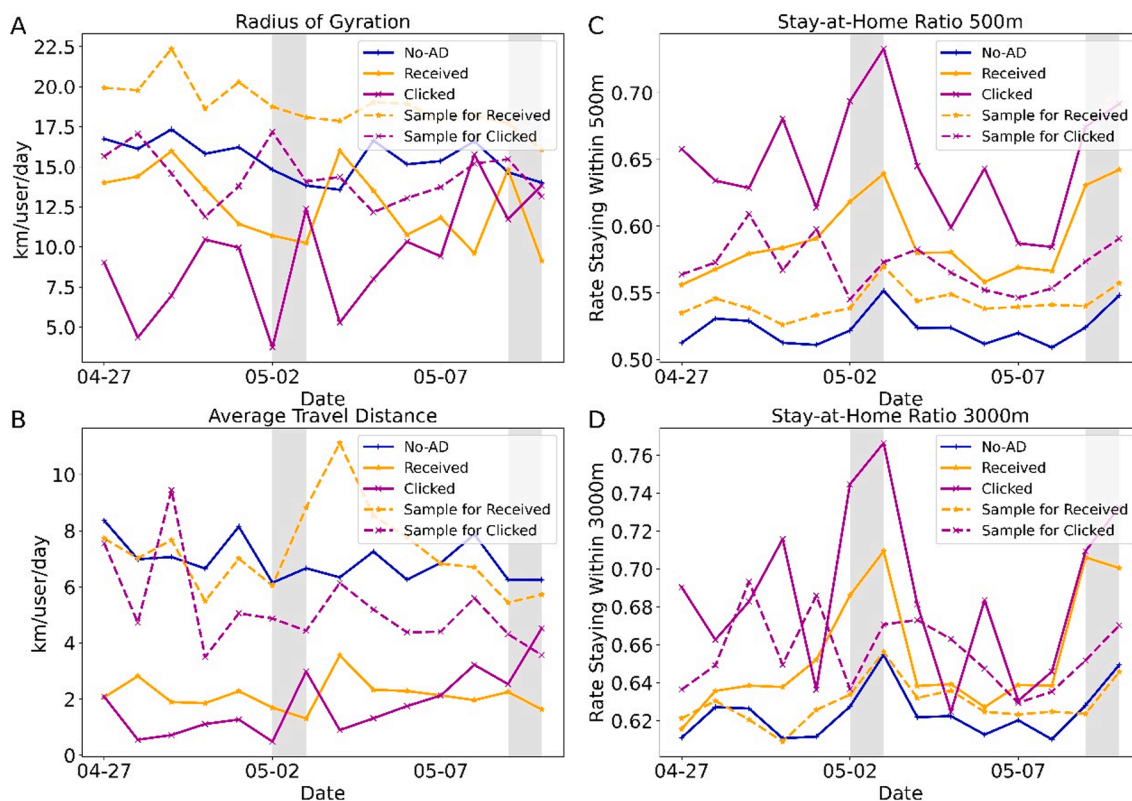 A
Radius of Gyration
22.5
20.0
17.5
15.0
12.5
10.0
7.5
5.0
km/user/day
No-AD
Received
Clicked
Sample for Received
Sample for Clicked
04-27
05-02
05-07
Date
B
Average Travel Distance
10
8
6
4
2
0
km/user/day
No-AD
Received
Clicked
Sample for Received
Sample for Clicked
04-27
05-02
05-07
Date
C
Stay-at-Home Ratio 500m
0.70
0.65
0.60
0.55
0.50
Rate Staying Within 500m
No-AD
Received
Clicked
Sample for Received
Sample for Clicked
04-27
05-02
05-07
Date
D
Stay-at-Home Ratio 3000m
0.76
0.74
0.72
0.70
0.68
0.66
0.64
0.62
Rate Staying Within 3000m
No-AD
Received
Clicked
Sample for Received
Sample for Clicked
04-27
05-02
05-07
Date